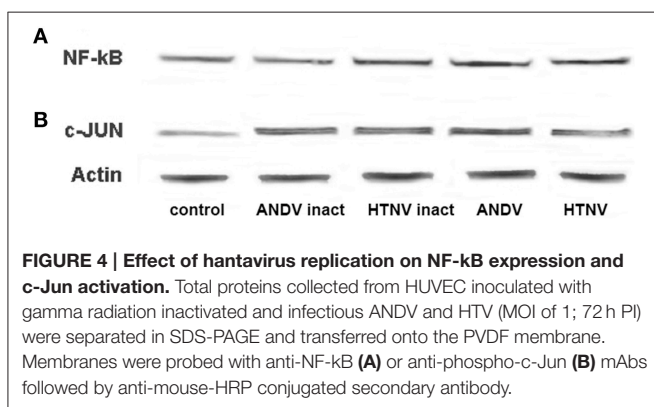 A
NF-kB
B
c-JUN
Actin
control ANDV inact HTNV inact ANDV HTNV
FIGURE 4 | Effect of hantavirus replication on NF-kB expression and
c-Jun activation. Total proteins collected from HUVEC inoculated with
gamma radiation inactivated and infectious ANDV and HTV (MOI of 1; 72 h PI)
were separated in SDS-PAGE and transferred onto the PVDF membrane.
Membranes were probed with anti-NF-kB (A) or anti-phospho-c-Jun (B) mAbs
followed by anti-mouse-HRP conjugated secondary antibody.